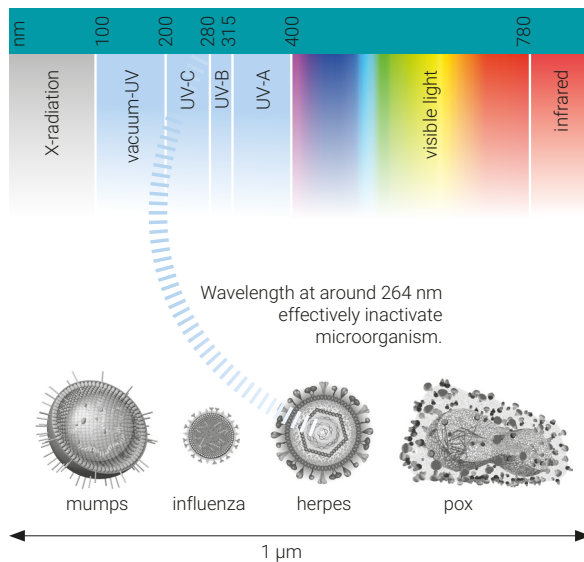 nm 100 200 280 315 400 780
X-radiation
vacuum-UV
UV-C
UV-B
UV-A
visible light
infrared
Wavelength at around 264 nm
effectively inactivate
microorganism.
mumps influenza herpes pox
1 µm